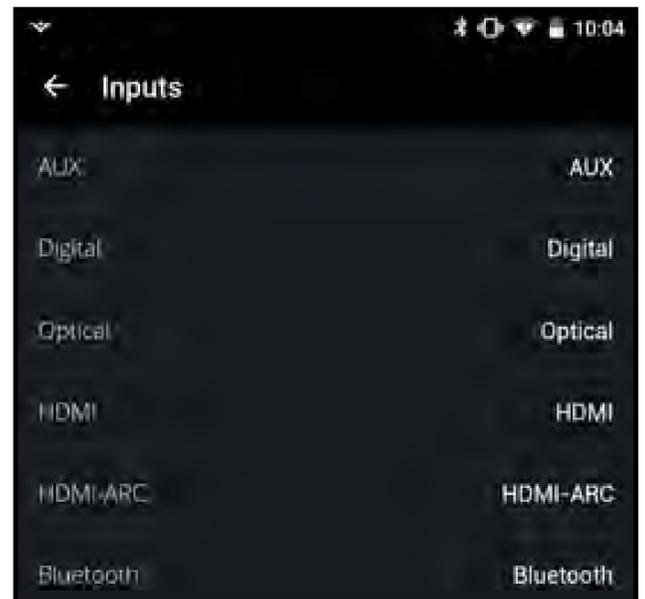 10:04
Inputs
AUX AUX
Digital Digital
Optical Optical
HDMI HDMI
HDMI-ARC HDMI-ARC
Bluetooth Bluetooth